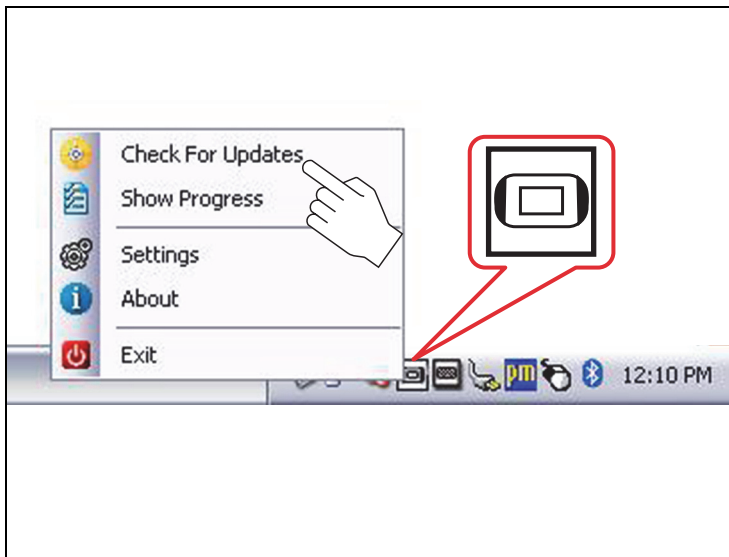 Check For Updates
Show Progress
Settings
About
Exit
pm
12:10 PM